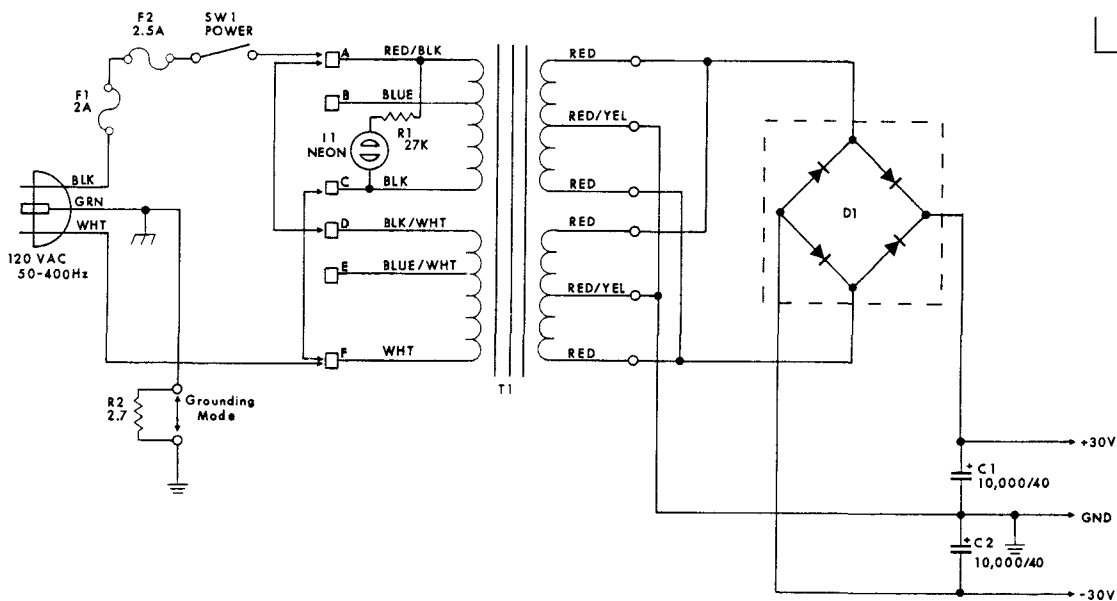 F2
2.5A
SW1
POWER
F1
2A
BLK
GRN
WHT
120 VAC
50-400Hz
R2
2.7
Grounding
Mode
A
RED/BLK
B
BLUE
R1
27K
I1
NEON
C
BLK
D
BLK/WHT
E
BLUE/WHT
F
WHT
T1
RED
RED/YEL
RED
RED
RED/YEL
RED
D1
+30V
+
C1
10,000/40
GND
+
C2
10,000/40
-30V